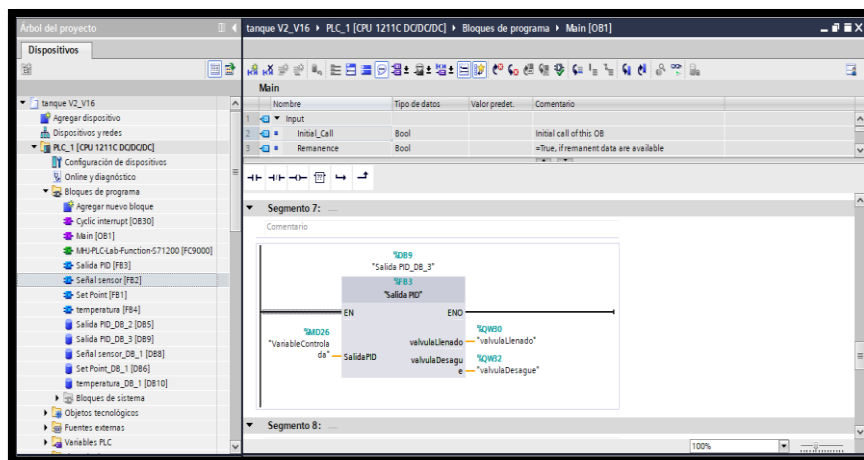 Árbol del proyecto
tanque V2_V16 ▸ PLC_1 [CPU 1211C DC/DC/DC] ▸ Bloques de programa ▸ Main [OB1]
Dispositivos
Main
Nombre Tipo de datos Valor predet. Comentario
1 Input
2 Initial_Call Bool Initial call of this OB
3 Remanence Bool =True, if remanent data are available
tanque V2_V16
Agregar dispositivo
Dispositivos y redes
PLC_1 [CPU 1211C DC/DC/DC]
Configuración de dispositivos
Online y diagnóstico
Bloques de programa
Agregar nuevo bloque
Cyclic interrupt [OB30]
Main [OB1]
MHJ-PLC-Lab-Function-S71200 [FC9000]
Salida PID [FB3]
Señal sensor [FB2]
Set Point [FB1]
temperatura [FB4]
Salida PID_DB_2 [DB5]
Salida PID_DB_3 [DB9]
Señal sensor_DB_1 [DB8]
Set Point_DB_1 [DB6]
temperatura_DB_1 [DB10]
Bloques de sistema
Objetos tecnológicos
Fuentes externas
Variables PLC
Segmento 7: ....
Comentario
%DB9
"Salida PID_DB_3"
%FB3
"Salida PID"
EN ENO
%MD26
"VariableControla
da"
SalidaPID
valvulaLlenado
%QW30
"valvulaLlenado"
valvulaDesagu
e
%QW32
"valvulaDesague"
Segmento 8: ....
100%